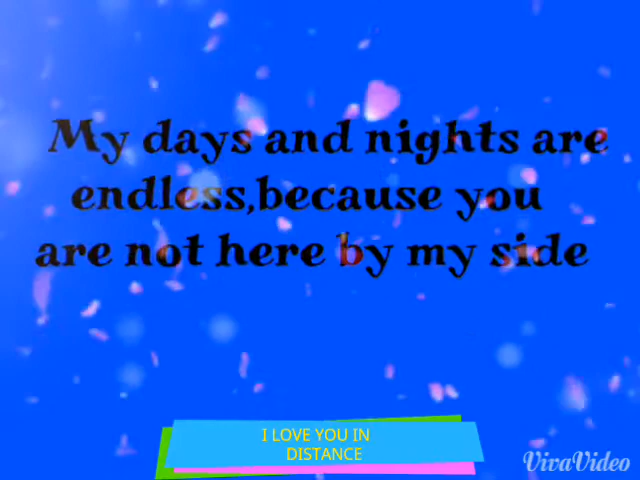 My days and nights are
endless,because you
are not here by my side
I LOVE YOU IN
DISTANCE
VivaVideo